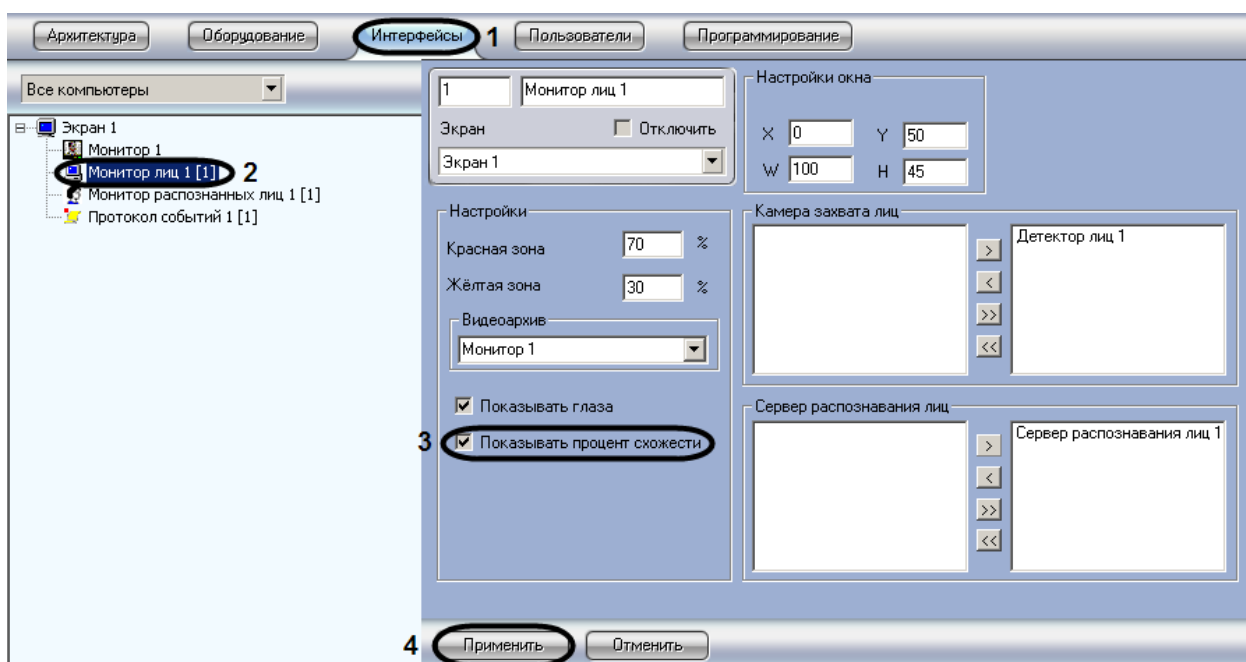 Архитектура Оборудование Интерфейсы 1 Пользователи Программирование
Все компьютеры
Экран 1
Монитор 1
Монитор лиц 1 [1] 2
Монитор распознанных лиц 1 [1]
Протокол событий 1 [1]
1 Монитор лиц 1
Экран Отключить
Экран 1
Настройки окна
X 0 Y 50
W 100 H 45
Настройки
Красная зона 70 %
Жёлтая зона 30 %
Видеоархив
Монитор 1
Показывать глаза
3 Показывать процент схожести
Камера захвата лиц
Детектор лиц 1
>
<
>>
<<
Сервер распознавания лиц
Сервер распознавания лиц 1
>
<
>>
<<
4 Применить Отменить